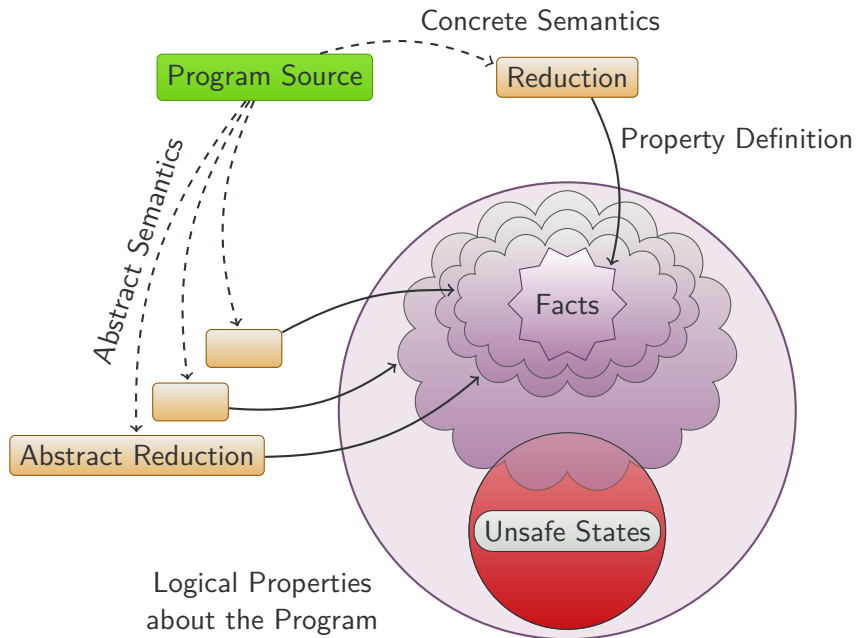 Concrete Semantics
Program Source
Reduction
Property Definition
Abstract Semantics
Facts
Abstract Reduction
Unsafe States
Logical Properties
about the Program